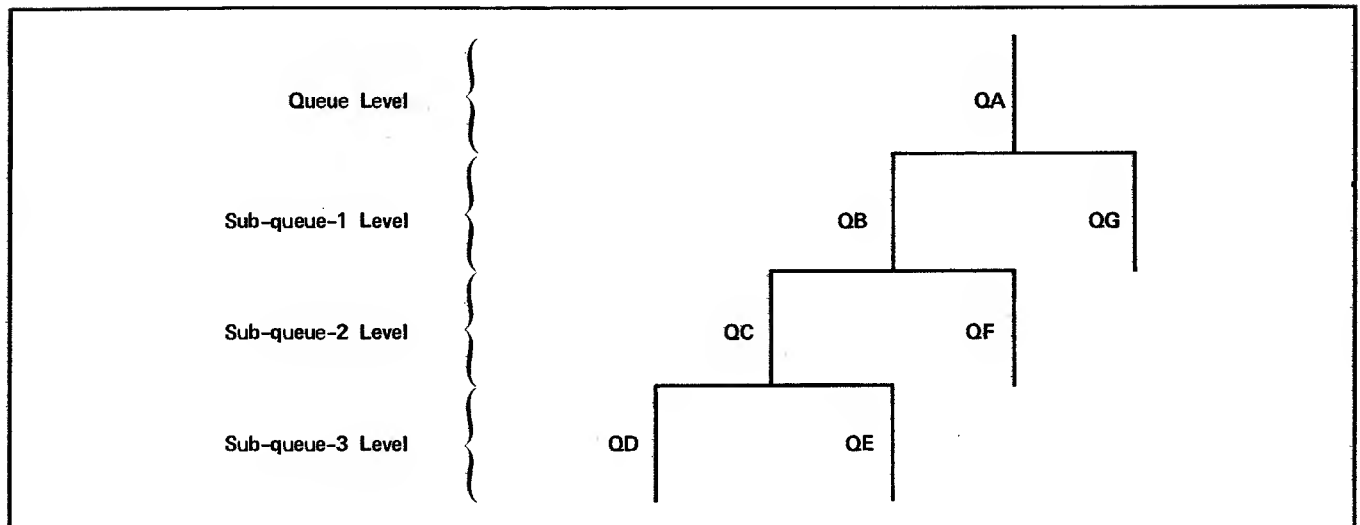 Queue Level QA
Sub-queue-1 Level QB QG
Sub-queue-2 Level QC QF
Sub-queue-3 Level QD QE